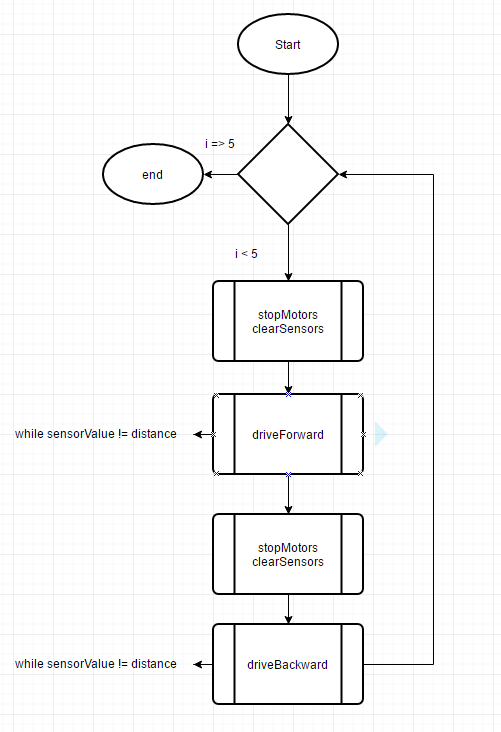 Start
i => 5
end
i < 5
stopMotors
clearSensors
while sensorValue != distance
driveForward
stopMotors
clearSensors
while sensorValue != distance
driveBackward